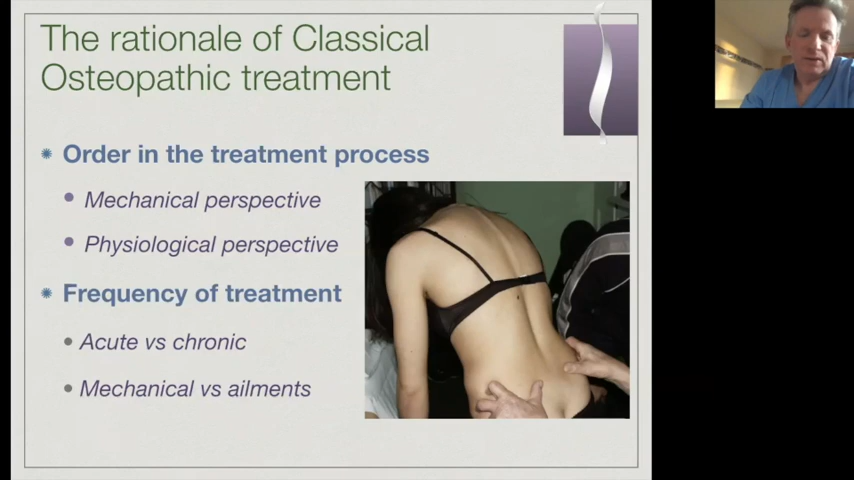 The rationale of Classical
Osteopathic treatment
Order in the treatment process
Mechanical perspective
Physiological perspective
Frequency of treatment
Acute vs chronic
Mechanical vs ailments